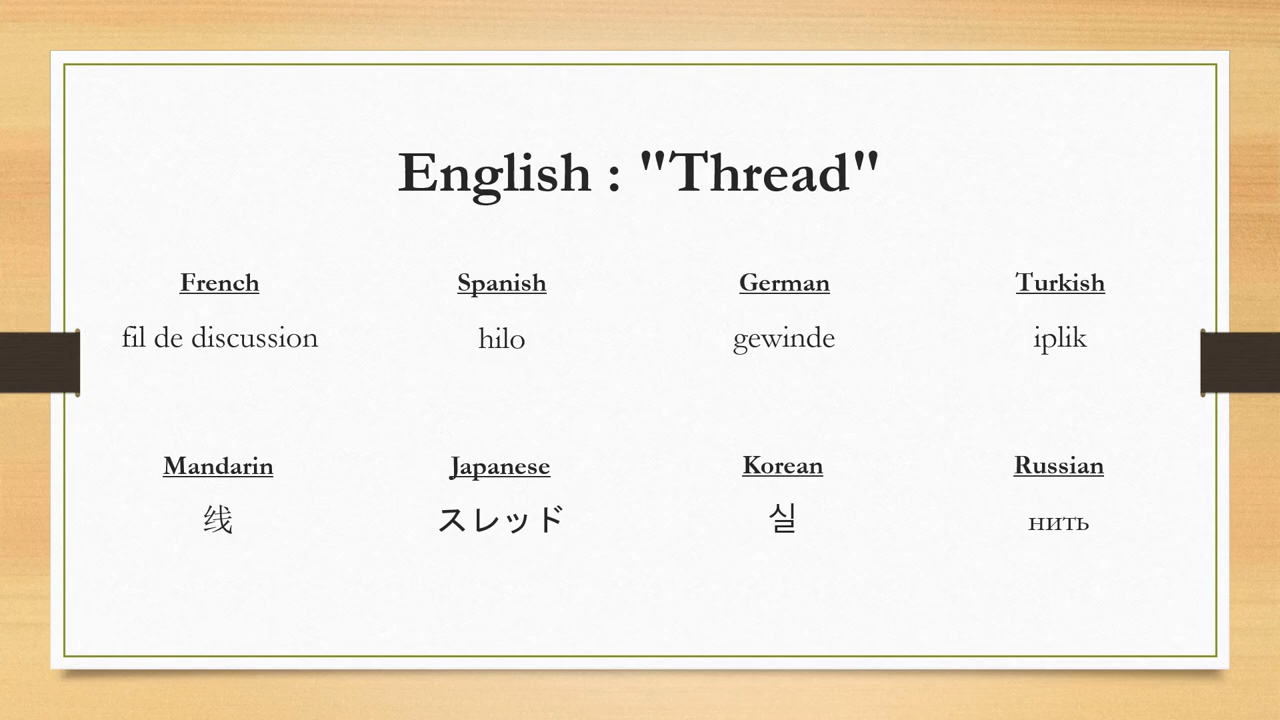 English : "Thread"
French Spanish German Turkish
fil de discussion hilo gewinde iplik
Mandarin Japanese Korean Russian
线 スレッド 실 нить